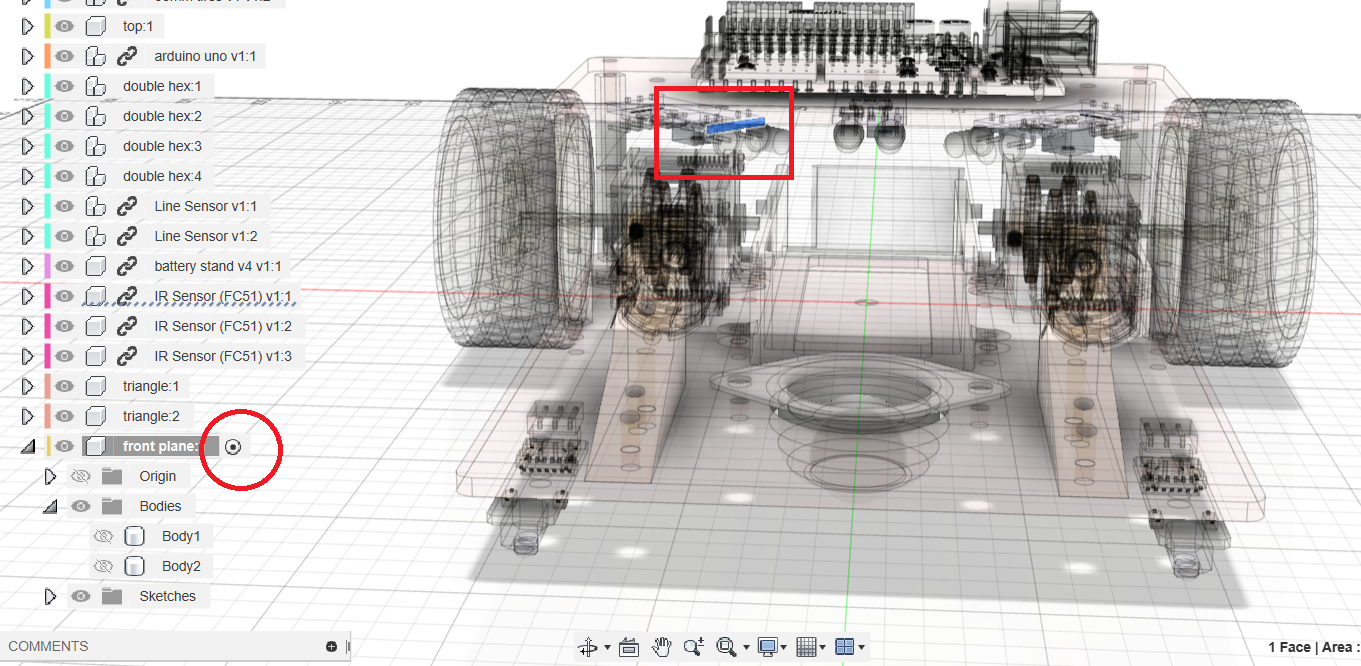 top:1
arduino uno v1:1
double hex:1
double hex:2
double hex:3
double hex:4
Line Sensor v1:1
Line Sensor v1:2
battery stand v4 v1:1
IR Sensor (FC51) v1:1
IR Sensor (FC51) v1:2
IR Sensor (FC51) v1:3
triangle:1
triangle:2
front plane:
Origin
Bodies
Body1
Body2
Sketches
COMMENTS
1 Face | Area :